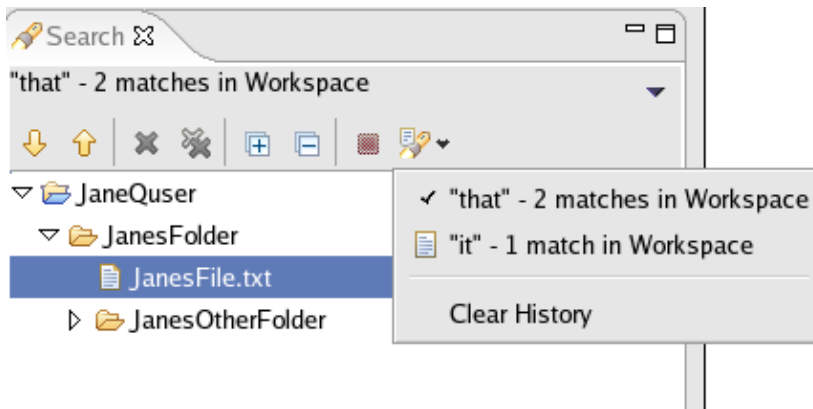 Search
"that" - 2 matches in Workspace
JaneQuser
JanesFolder
JanesFile.txt
JanesOtherFolder
"that" - 2 matches in Workspace
"it" - 1 match in Workspace
Clear History